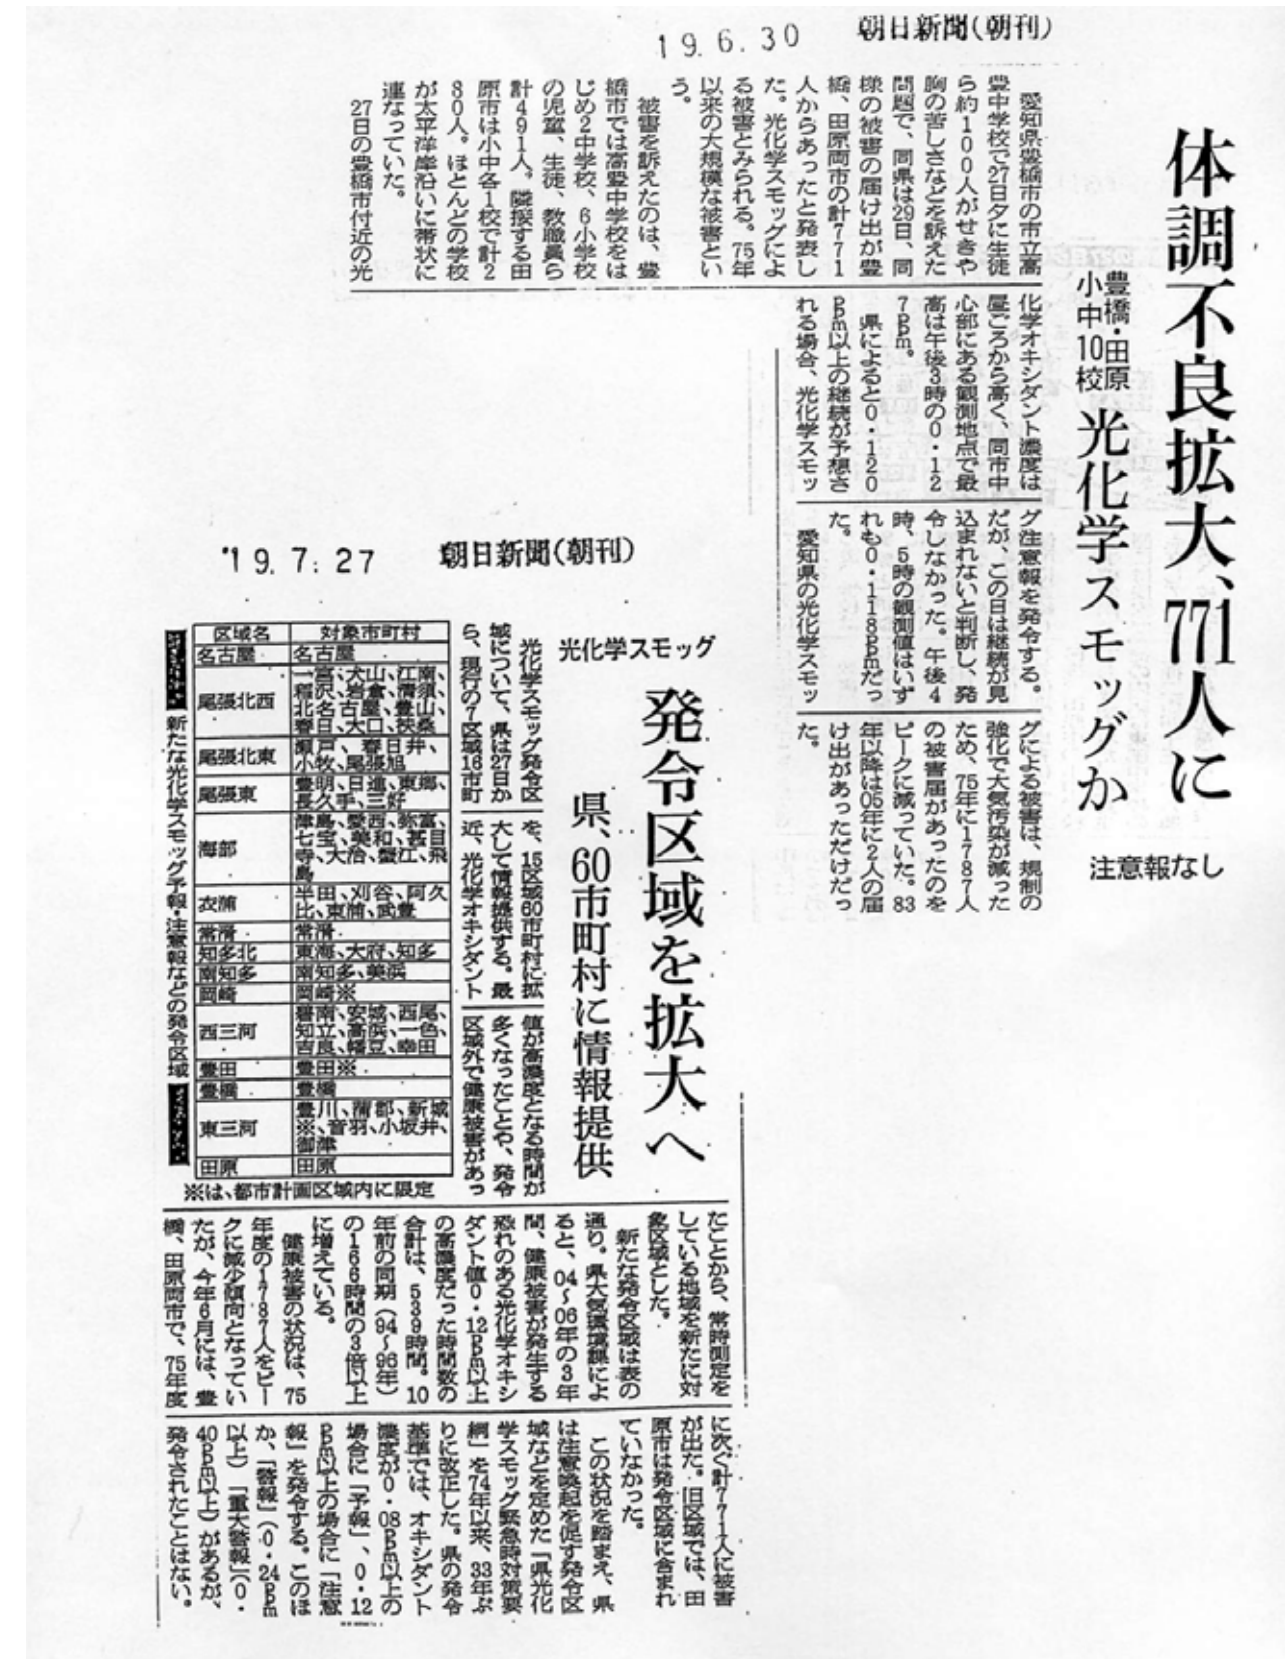 19.6.30
朝日新聞(朝刊)
体調不良拡大、771人に
豊橋・田原
小中10校
光化学スモッグか
注意報なし
愛知県豊橋市の市立高
豊中学校で27日夕に生徒
ら約100人がせきや
胸の苦しさなどを訴えた
問題で、同県は29日、同
様の被害の届け出が豊
橋、田原両市の計771
人からあったと発表し
た。光化学スモッグによ
る被害とみられる。75年
以来の大規模な被害とい
う。
被害を訴えたのは、豊
橋市では高豊中学校をは
じめ2中学校、6小学校
の児童、生徒、教職員ら
計491人。隣接する田
原市は小中各1校で計2
80人。ほとんどの学校
が太平洋岸沿いに帯状に
連なっていた。
27日の豊橋市付近の光
化学オキシダント濃度は
昼ごろから高く、同市中
心部にある観測地点で最
高は午後3時の0・12
7ppm。
県によると0・120
ppm以上の継続が予想さ
れる場合、光化学スモッ
グ注意報を発令する。
だが、この日は継続が見
込まれないと判断し、発
令しなかった。午後4
時、5時の観測値はいず
れも0・118ppmだっ
た。
愛知県の光化学スモッ
グによる被害は、規制の
強化で大気汚染が減った
ため、75年に1787人
の被害届があったのを
ピークに減っていた。83
年以降は05年に2人の届
け出があっただけだっ
た。
'19.7.27
朝日新聞(朝刊)
光化学スモッグ
発令区域を拡大へ
県、60市町村に情報提供
光化学スモッグ発令区
域について、県は27日か
ら、現行の7区域16市町
を、15区域60市町村に拡
大して情報提供する。最
近、光化学オキシダント
値が高濃度となる時間が
多くなったことや、発令
区域外で健康被害があっ
たことから、常時測定を
している地域を新たに対
象区域とした。
新たな発令区域は表の
通り。県大気環境課によ
ると、04〜06年の3年
間、健康被害が発生する
恐れのある光化学オキシ
ダント値0・12ppm以上
の高濃度だった時間数の
合計は、539時間。10
年前の同期(94〜96年)
の166時間の3倍以上
に増えている。
健康被害の状況は、75
年度の1787人をピー
クに減少傾向となってい
たが、今年6月には、豊
橋、田原両市で、75年度
に次ぐ計771人に被害
が出た。旧区域では、田
原市は発令区域に含まれ
ていなかった。
この状況を踏まえ、県
は注意喚起を促す発令区
域などを定めた「県光化
学スモッグ緊急時対策要
綱」を74年以来、33年ぶ
りに改正した。県の発令
基準では、オキシダント
濃度が0・08ppm以上の
場合に「予報」、0・12
ppm以上の場合に「注意
報」を発令する。このほ
か、「警報」(0・24ppm
以上)「重大警報」(0・
40ppm以上)があるが、
発令されたことはない。
新たな光化学スモッグ予報・注意報などの発令区域
区域名 対象市町村
名古屋 名古屋
尾張北西 一宮、犬山、江南、
稲沢、岩倉、清須、
北名古屋、豊山、
春日、大口、扶桑
尾張北東 瀬戸、春日井、
小牧、尾張旭
尾張東 豊明、日進、東郷、
長久手、三好
海部 津島、愛西、弥富、
七宝、美和、甚目
寺、大治、蟹江、飛
島
衣浦 半田、刈谷、阿久
比、東浦、武豊
常滑 常滑
知多北 東海、大府、知多
南知多 南知多、美浜
岡崎 岡崎※
西三河 碧南、安城、西尾、
知立、高浜、一色、
吉良、幡豆、幸田
豊田 豊田※
豊橋 豊橋
東三河 豊川、蒲郡、新城
※、音羽、小坂井、
御津
田原 田原
※は、都市計画区域内に限定